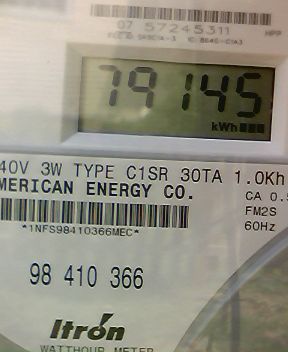 07 57245311
HPP
79145
kWh
40V 3W TYPE C1SR 30TA 1.0Kh
MERICAN ENERGY CO.
CA 0.5
FM2S
60Hz
*1NFS98410366MEC*
98 410 366
Itron
WATTHOUR METER